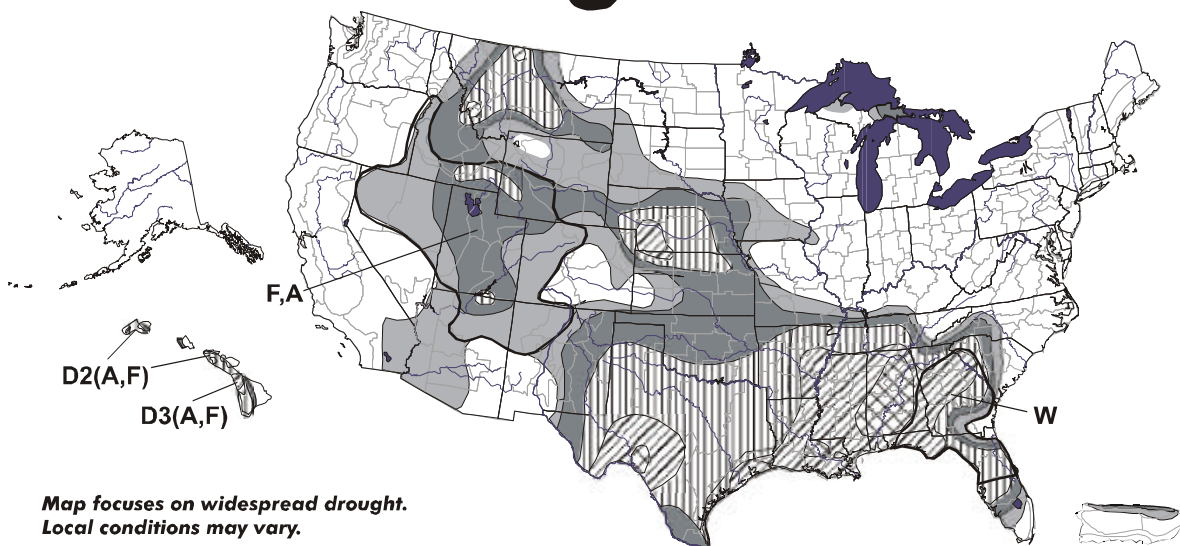 F,A
D2(A,F)
D3(A,F)
W
Map focuses on widespread drought.
Local conditions may vary.